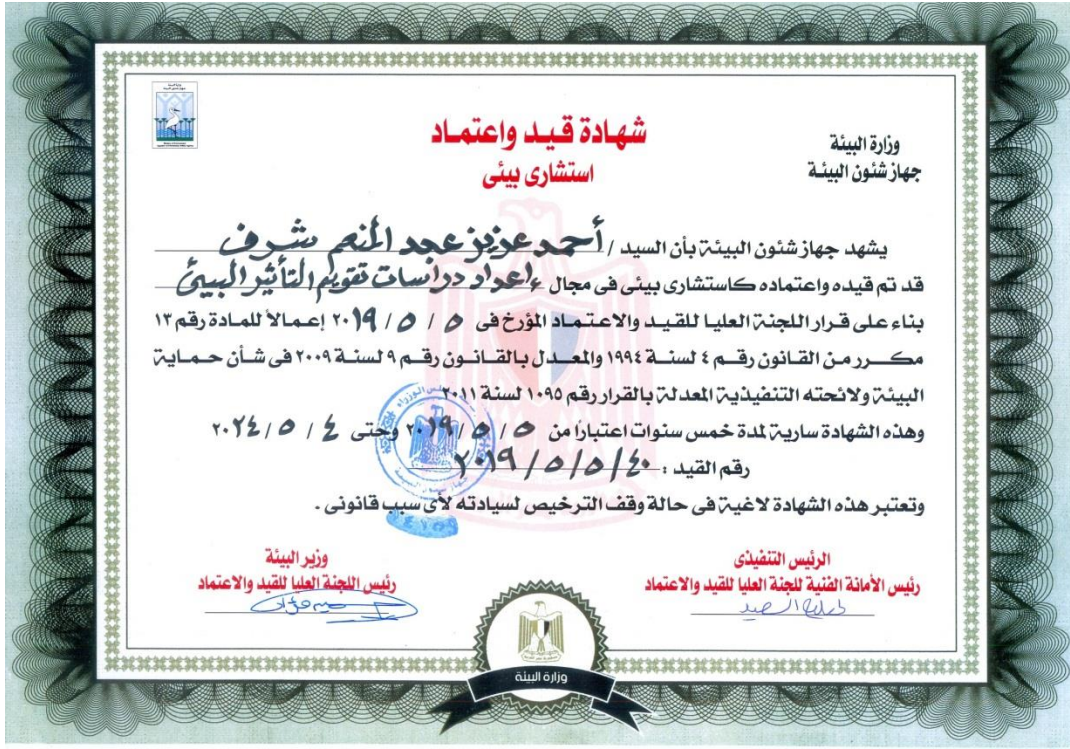 وزارة البيئة
جهاز شئون البيئة
شهادة قيد واعتماد
استشارى بيئى
يشهد جهاز شئون البيئة بأن السيد / أحمد عزيز عبد المنعم شرف
قد تم قيده واعتماده كاستشارى بيئى فى مجال / اعداد دراسات تقويم التأثير البيئى
بناء على قرار اللجنة العليا للقيد والاعتماد المؤرخ فى ٥ / ٥ / ٢٠١٩ إعمالاً للمادة رقم ١٣
مكرر من القانون رقم ٤ لسنة ١٩٩٤ والمعدل بالقانون رقم ٩ لسنة ٢٠٠٩ فى شأن حماية
البيئة ولائحته التنفيذية المعدلة بالقرار رقم ١٠٩٥ لسنة ٢٠١١
وهذه الشهادة سارية لمدة خمس سنوات اعتبارًا من ٥ / ٥ / ٢٠١٩ وحتى ٤ / ٥ / ٢٠٢٤
رقم القيد : ٤٠ / ٥ / ٥ / ٢٠١٩
وتعتبر هذه الشهادة لاغية فى حالة وقف الترخيص لسيادته لأى سبب قانونى .
الرئيس التنفيذى
رئيس الأمانة الفنية للجنة العليا للقيد والاعتماد
وزير البيئة
رئيس اللجنة العليا للقيد والاعتماد
وزارة البيئة